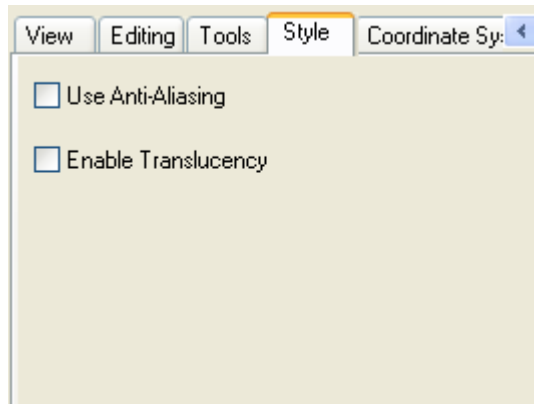 View Editing Tools Style Coordinate Sy
Use Anti-Aliasing
Enable Translucency